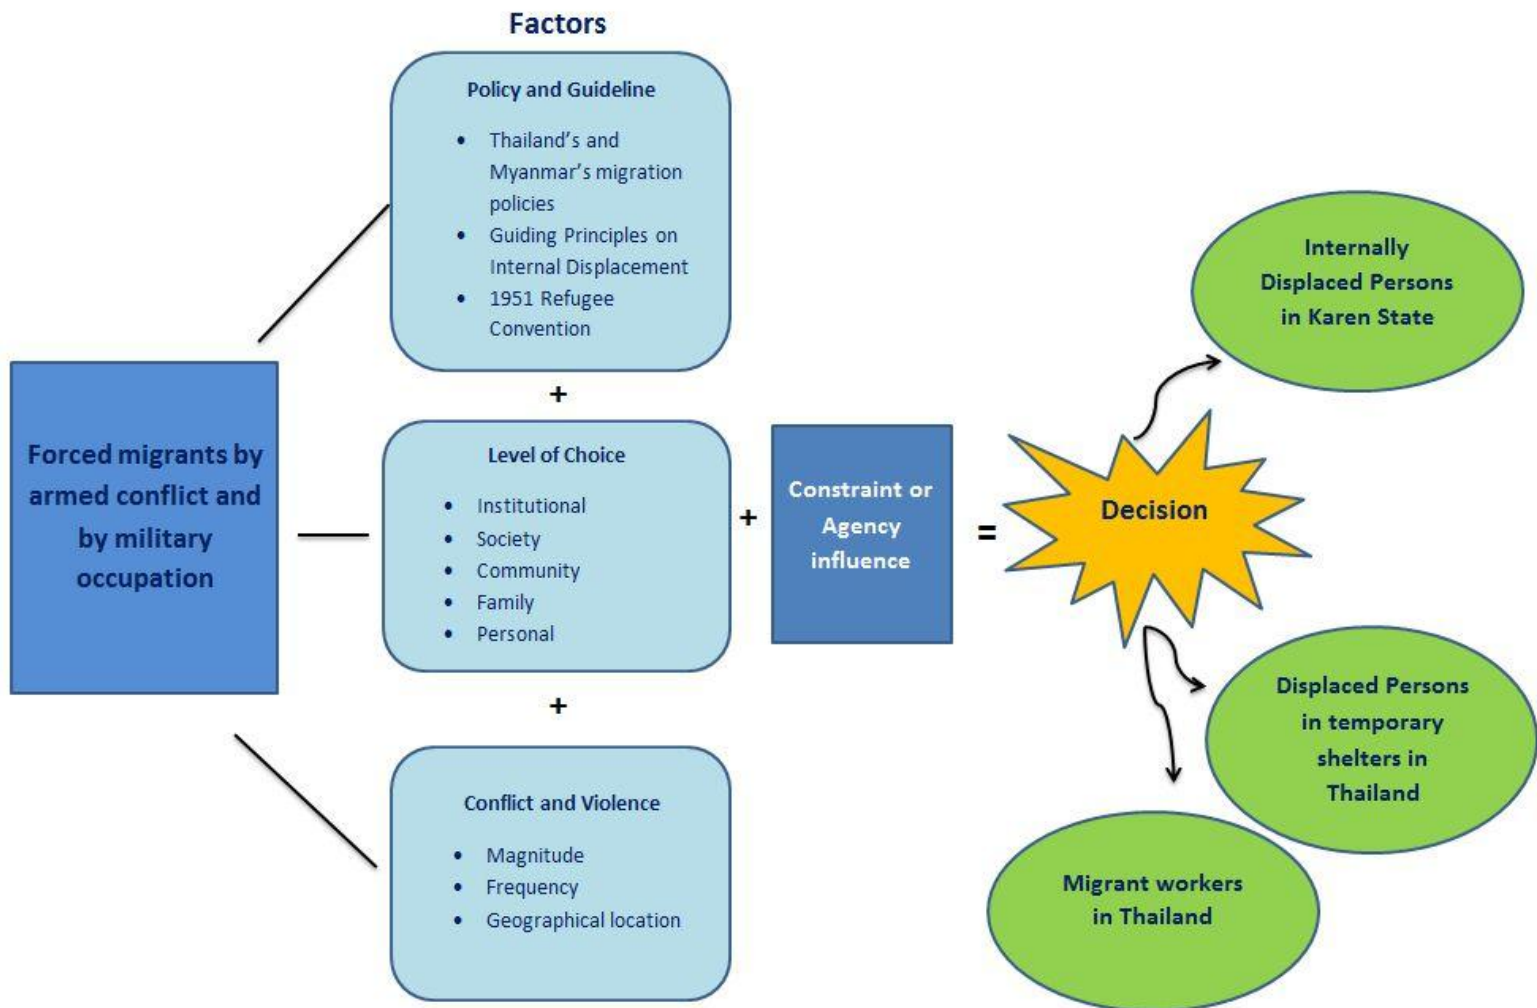 Factors
Policy and Guideline
• Thailand’s and
Myanmar’s migration
policies
• Guiding Principles on
Internal Displacement
• 1951 Refugee
Convention
+
Forced migrants by
armed conflict and
by military
occupation
Level of Choice
• Institutional
• Society
• Community
• Family
• Personal
+
Conflict and Violence
• Magnitude
• Frequency
• Geographical location
+
Constraint or
Agency
influence
=
Decision
Internally
Displaced Persons
in Karen State
Displaced Persons
in temporary
shelters in
Thailand
Migrant workers
in Thailand